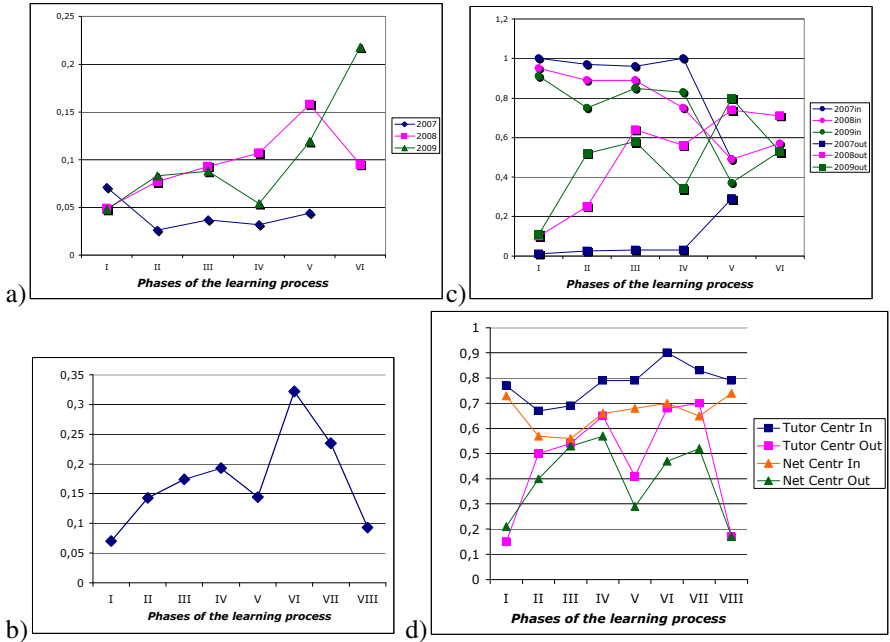 a)
0,25
0,2
0,15
0,1
0,05
0
I II III IV V VI
Phases of the learning process
2007
2008
2009
c)
1,2
1
0,8
0,6
0,4
0,2
0
I II III IV V VI
Phases of the learning process
2007in
2008in
2009in
2007out
2008out
2009out
b)
0,35
0,3
0,25
0,2
0,15
0,1
0,05
0
I II III IV V VI VII VIII
Phases of the learning process
d)
1
0,9
0,8
0,7
0,6
0,5
0,4
0,3
0,2
0,1
0
I II III IV V VI VII VIII
Phases of the learning process
Tutor Centr In
Tutor Centr Out
Net Centr In
Net Centr Out